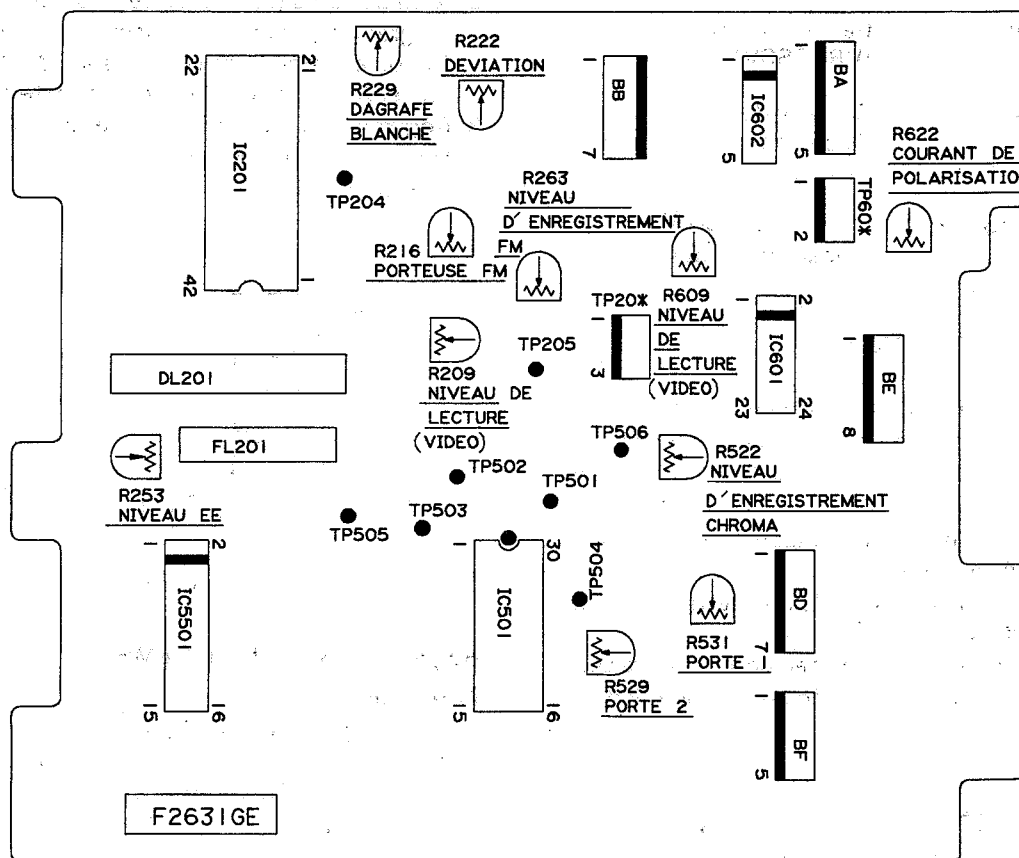 R222
DEVIATION
22
21
R229
DAGRAFE
BLANCHE
1
BB
7
1
IC602
5
1
BA
5
R622
COURANT DE
POLARISATIO
IC201
TP204
R263
NIVEAU
D'ENREGISTREMENT
FM
1
TP60*
2
R216
PORTEUSE FM
42
1
TP20*
1
3
R609
NIVEAU
DE
LECTURE
(VIDEO)
1
2
IC601
23
24
1
BE
8
TP205
DL201
R209
NIVEAU DE
LECTURE
(VIDEO)
FL201
TP506
R522
NIVEAU
D'ENREGISTREMENT
CHROMA
TP502
TP501
R253
NIVEAU EE
TP505
TP503
1
2
IC5501
15
16
1
30
IC501
15
16
TP504
1
BD
7
R531
PORTE 1
R529
PORTE 2
1
BF
5
F2631GE